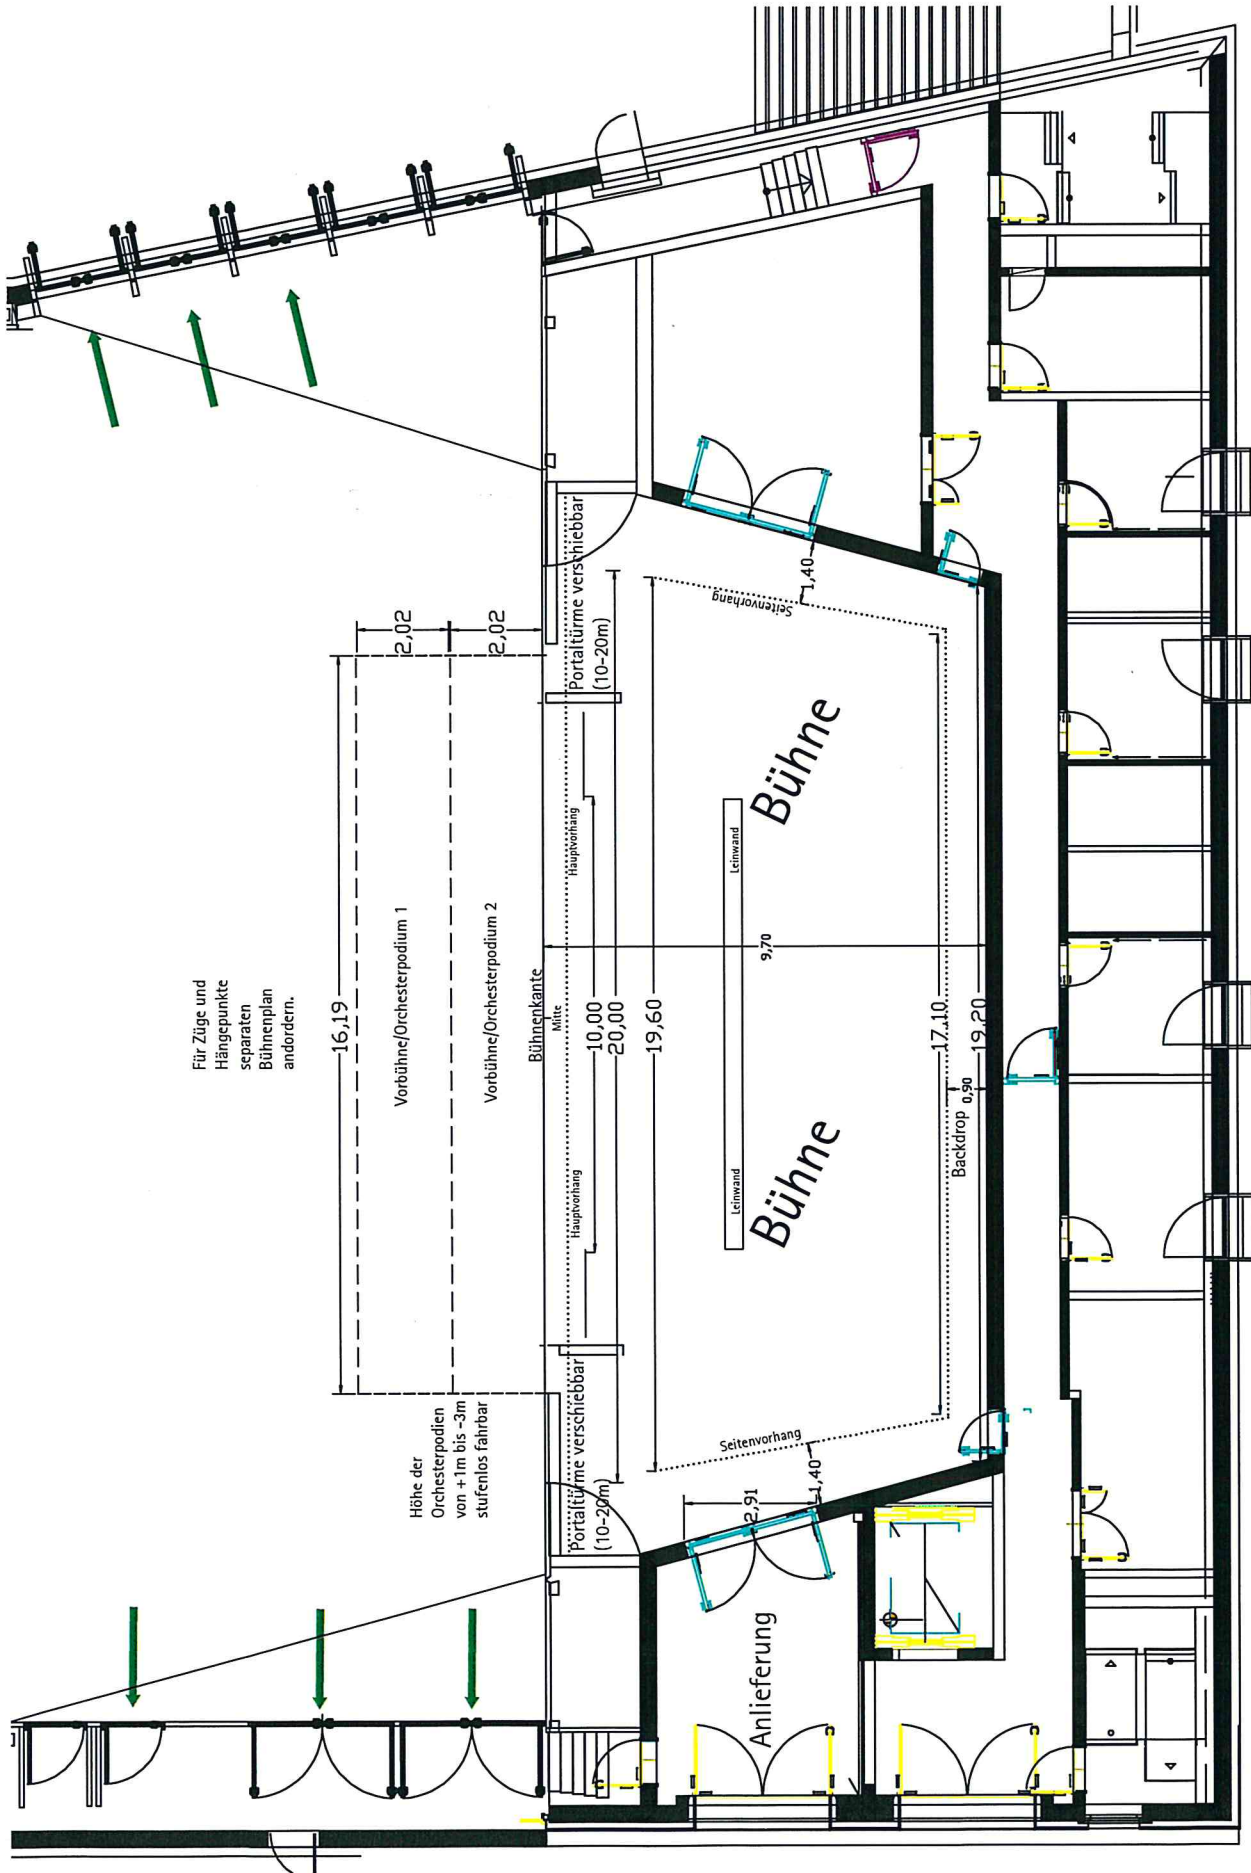 Für Züge und
Hängepunkte
separaten
Bühnenplan
andordern.
16,19
2,02
2,02
Vorbühne/Orchesterpodium 1
Vorbühne/Orchesterpodium 2
Höhe der
Orchesterpodien
von +1m bis -3m
stufenlos fahrbar
Bühnenkante
Mitte
Portaltürme verschiebbar
(10-20m)
Portaltürme verschiebbar
(10-20m)
Hauptvorhang
Hauptvorhang
10,00
20,00
19,60
Seitenvorhang
1,40
Seitenvorhang
1,40
2,91
Leinwand
Leinwand
Bühne
Bühne
9,70
17,10
19,20
0,90
Backdrop
Anlieferung